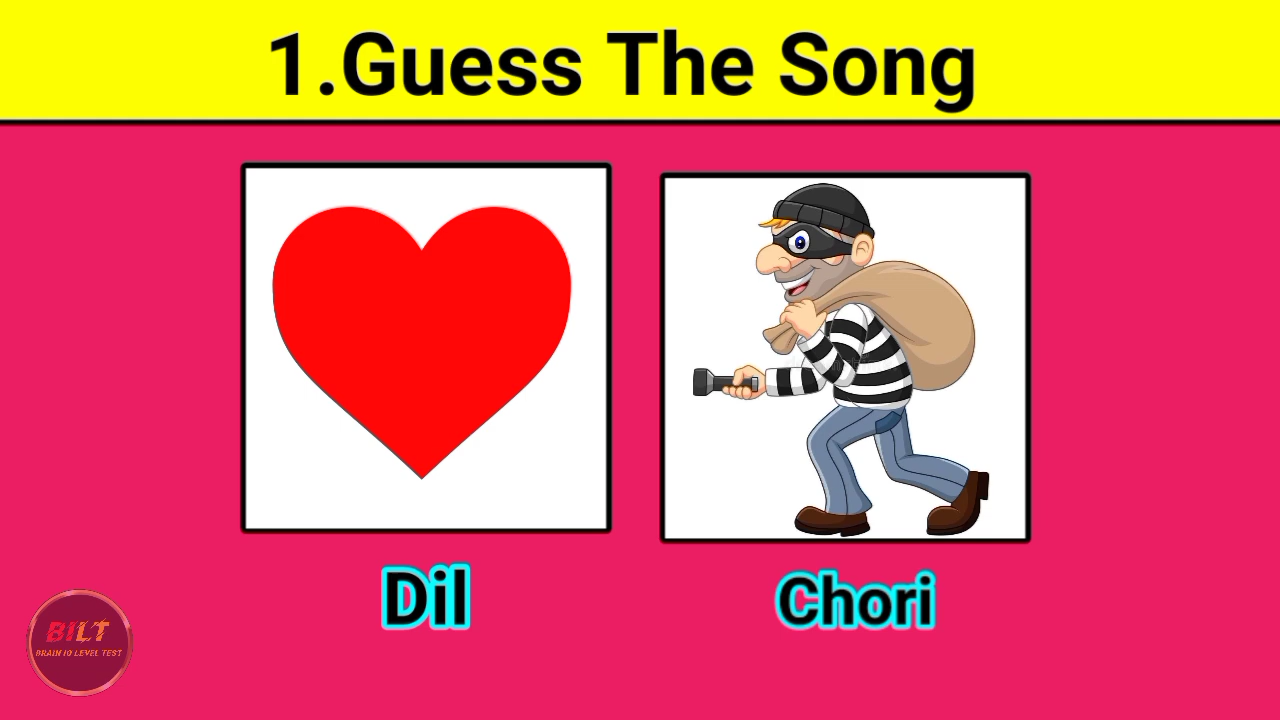 1.Guess The Song
Dil
Chori
BILT
BRAIN IQ LEVEL TEST